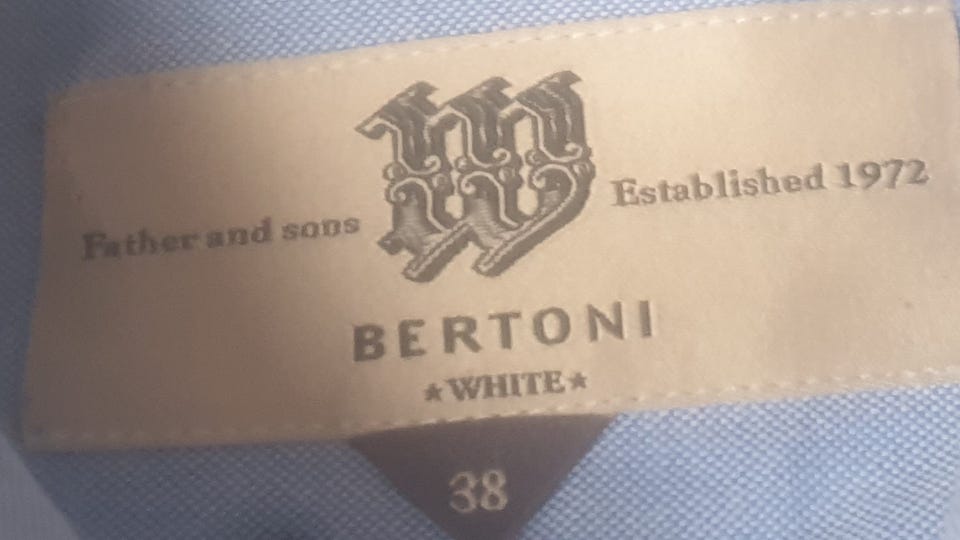 W
Father and sons
Established 1972
BERTONI
★WHITE★
38